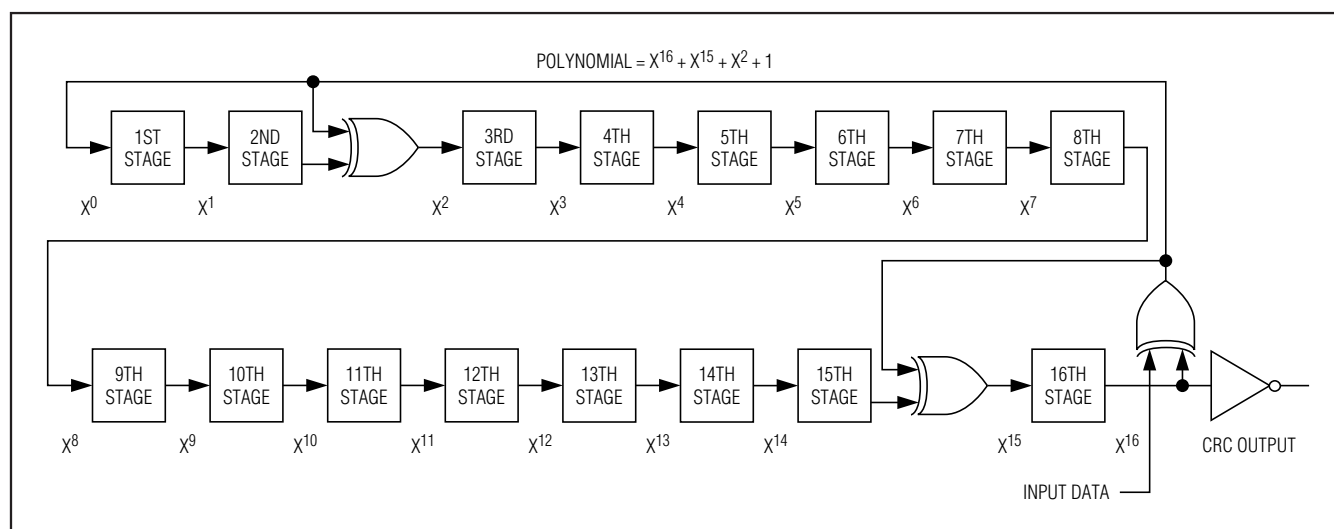 POLYNOMIAL = X¹⁶ + X¹⁵ + X² + 1
1ST
STAGE
2ND
STAGE
3RD
STAGE
4TH
STAGE
5TH
STAGE
6TH
STAGE
7TH
STAGE
8TH
STAGE
X⁰
X¹
X²
X³
X⁴
X⁵
X⁶
X⁷
9TH
STAGE
10TH
STAGE
11TH
STAGE
12TH
STAGE
13TH
STAGE
14TH
STAGE
15TH
STAGE
16TH
STAGE
X⁸
X⁹
X¹⁰
X¹¹
X¹²
X¹³
X¹⁴
X¹⁵
X¹⁶
CRC OUTPUT
INPUT DATA